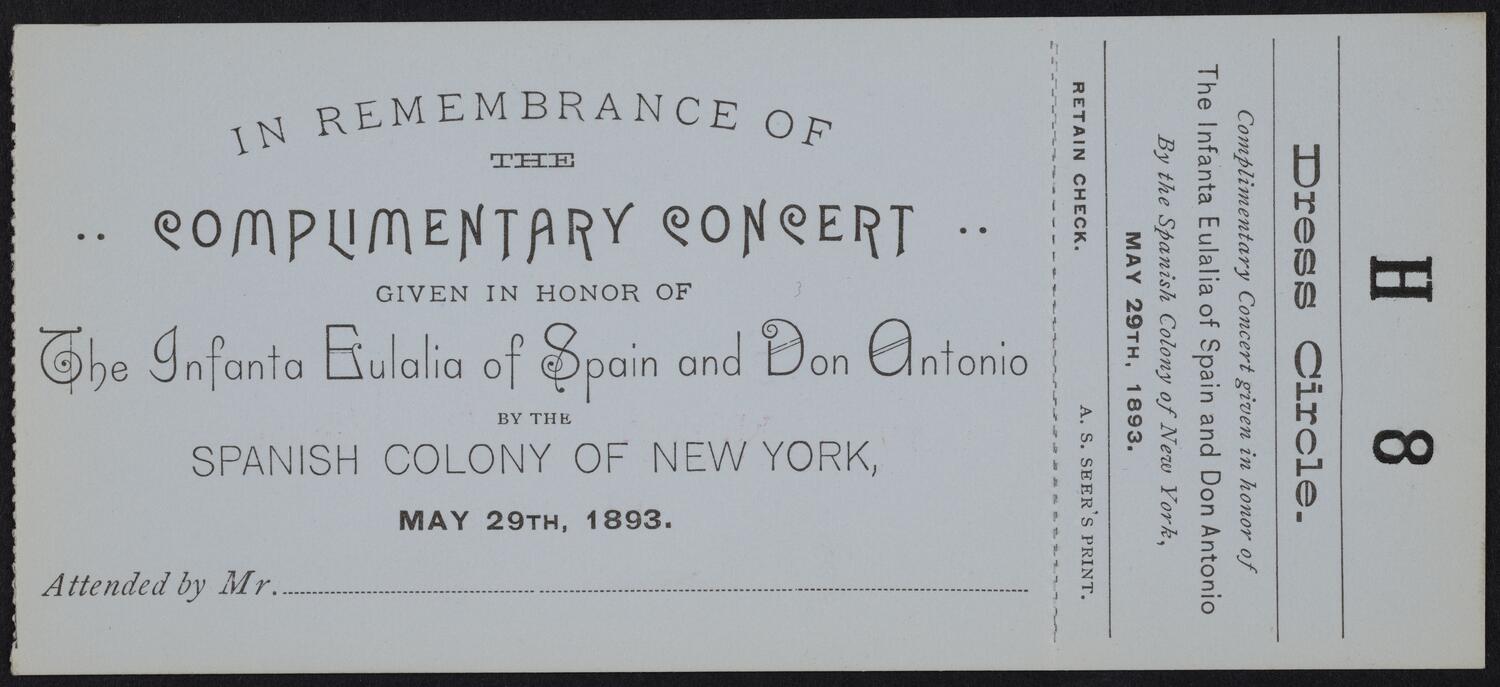 IN REMEMBRANCE OF
THE
·· COMPLIMENTARY CONCERT ··
GIVEN IN HONOR OF
The Infanta Eulalia of Spain and Don Antonio
BY THE
SPANISH COLONY OF NEW YORK,
MAY 29TH, 1893.
Attended by Mr.
H 8
Dress Circle.
Complimentary Concert given in honor of
The Infanta Eulalia of Spain and Don Antonio
By the Spanish Colony of New York,
MAY 29TH, 1893.
RETAIN CHECK. A. S. SEER'S PRINT.